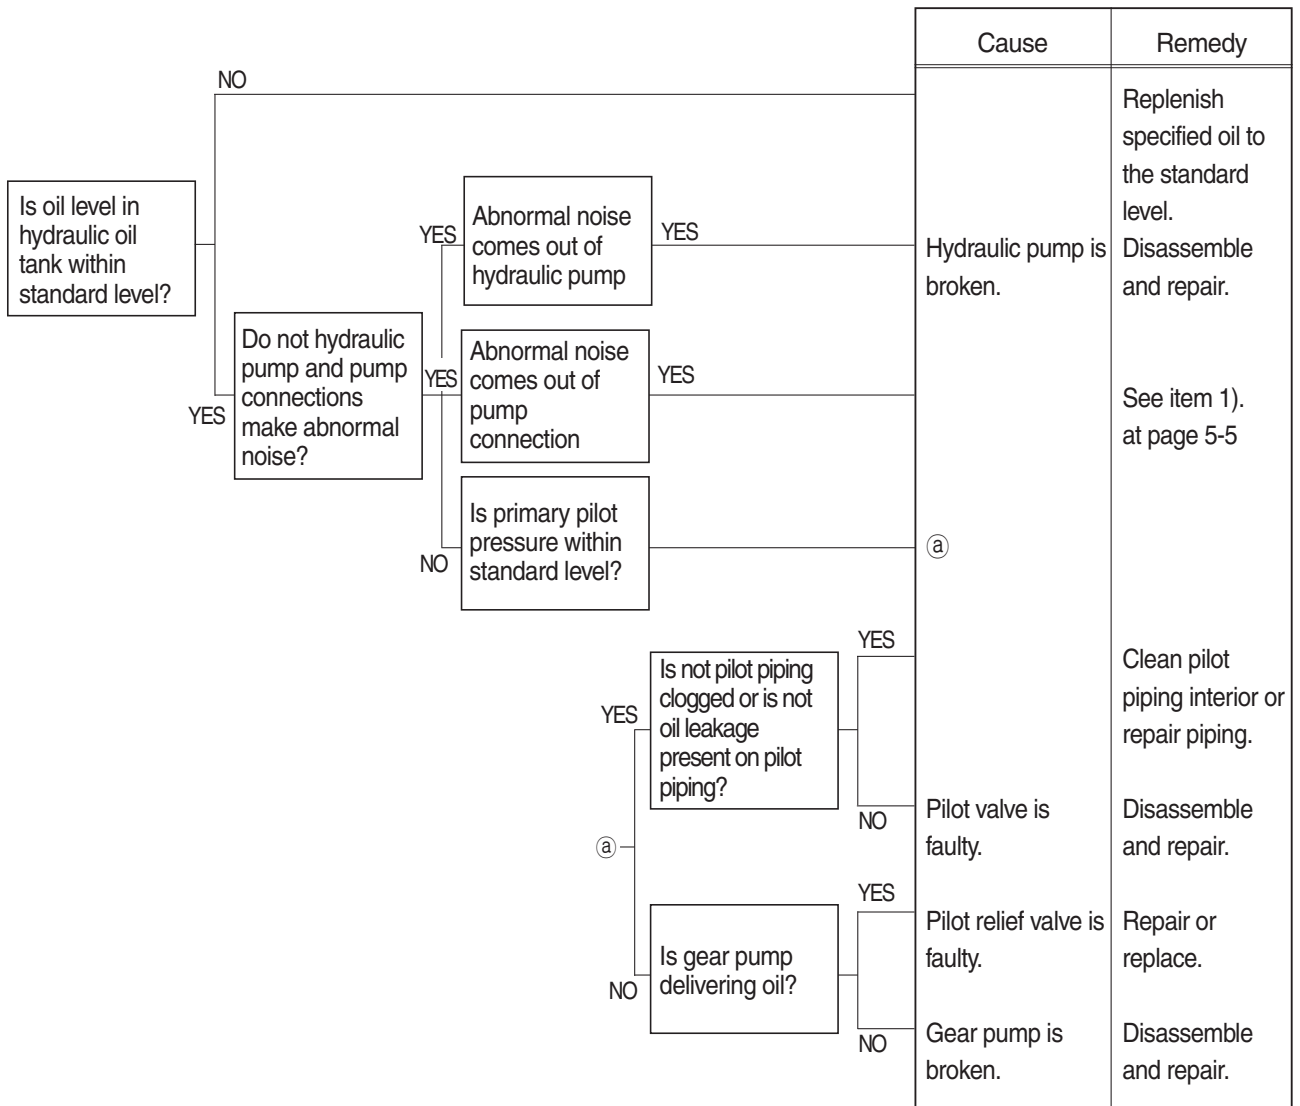 Cause
Remedy
NO
Replenish
specified oil to
the standard
level.
Is oil level in
hydraulic oil
tank within
standard level?
YES
Abnormal noise
comes out of
hydraulic pump
YES
Hydraulic pump is
broken.
Disassemble
and repair.
YES
Do not hydraulic
pump and pump
connections
make abnormal
noise?
YES
Abnormal noise
comes out of
pump
connection
YES
See item 1).
at page 5-5
NO
Is primary pilot
pressure within
standard level?
ⓐ
ⓐ
YES
Is not pilot piping
clogged or is not
oil leakage
present on pilot
piping?
YES
Clean pilot
piping interior or
repair piping.
NO
Pilot valve is
faulty.
Disassemble
and repair.
NO
Is gear pump
delivering oil?
YES
Pilot relief valve is
faulty.
Repair or
replace.
NO
Gear pump is
broken.
Disassemble
and repair.